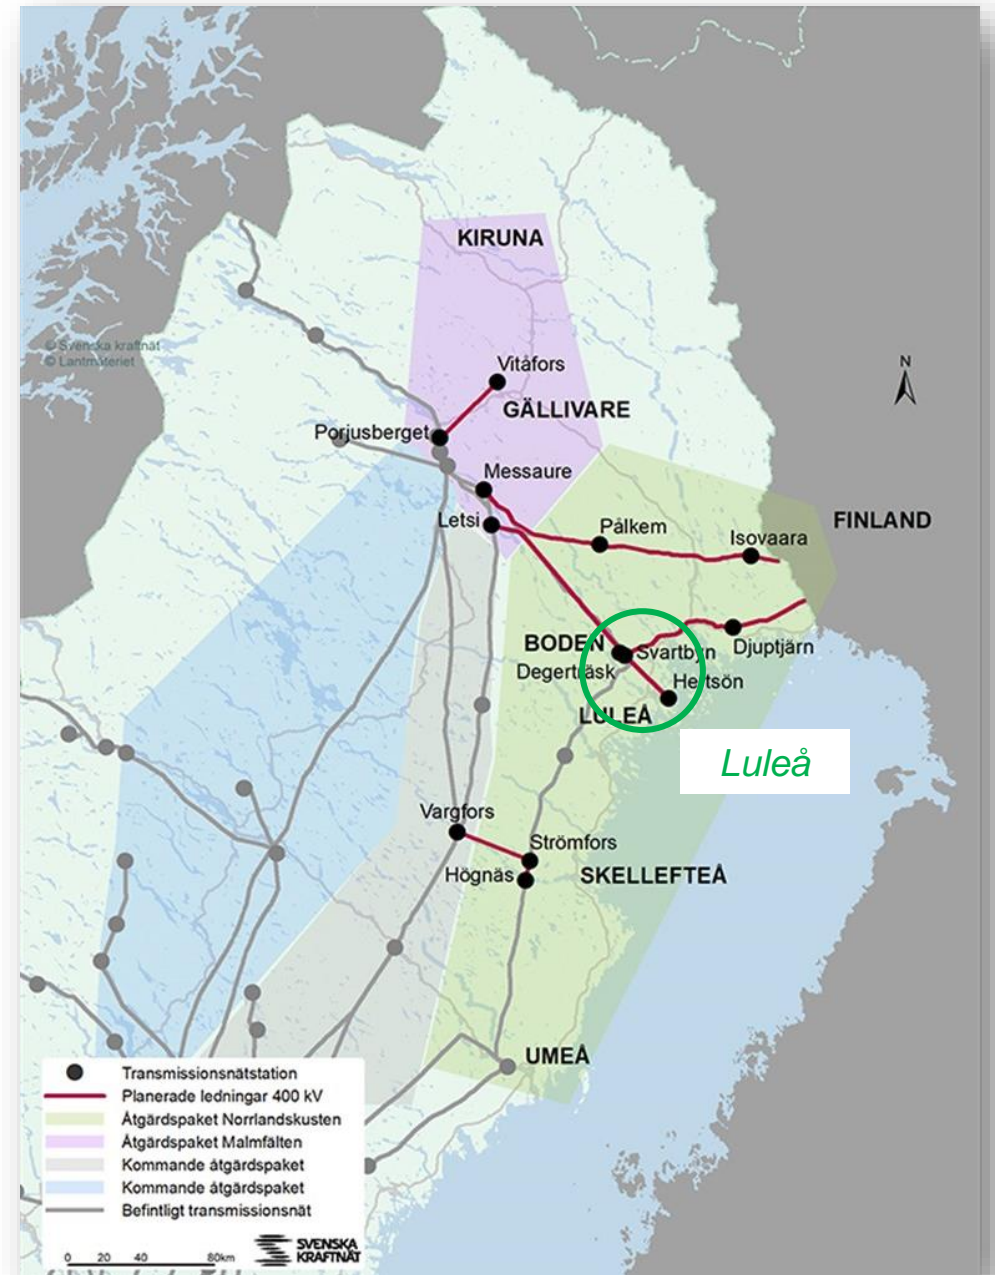 KIRUNA
© Svenska kraftnät
© Lantmäteriet
N
Vitåfors
GÄLLIVARE
Porjusberget
Messaure
Letsi
Pålkem
FINLAND
Isovaara
BODEN
Svartbyn
Djuptjärn
Degerträsk
Hertsön
LULEÅ
Luleå
Vargfors
Strömfors
Högnäs
SKELLEFTEÅ
UMEÅ
Transmissionsnätstation
Planerade ledningar 400 kV
Åtgärdspaket Norrlandskusten
Åtgärdspaket Malmfälten
Kommande åtgärdspaket
Kommande åtgärdspaket
Befintligt transmissionsnät
0 20 40 80km
SVENSKA
KRAFTNÄT